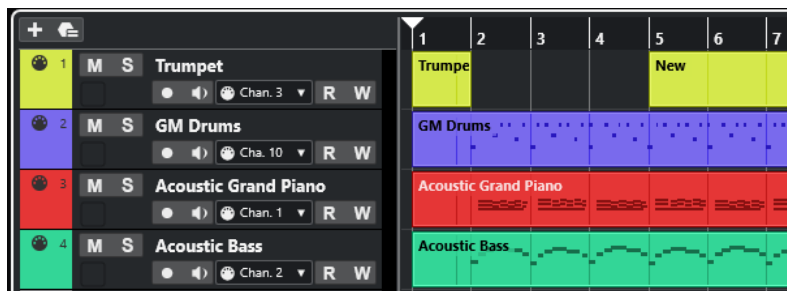 1 2 3 4 5 6 7
1 M S Trumpet
Chan. 3 R W
Trumpe New
2 M S GM Drums
Cha. 10 R W
GM Drums
3 M S Acoustic Grand Piano
Chan. 1 R W
Acoustic Grand Piano
4 M S Acoustic Bass
Chan. 2 R W
Acoustic Bass